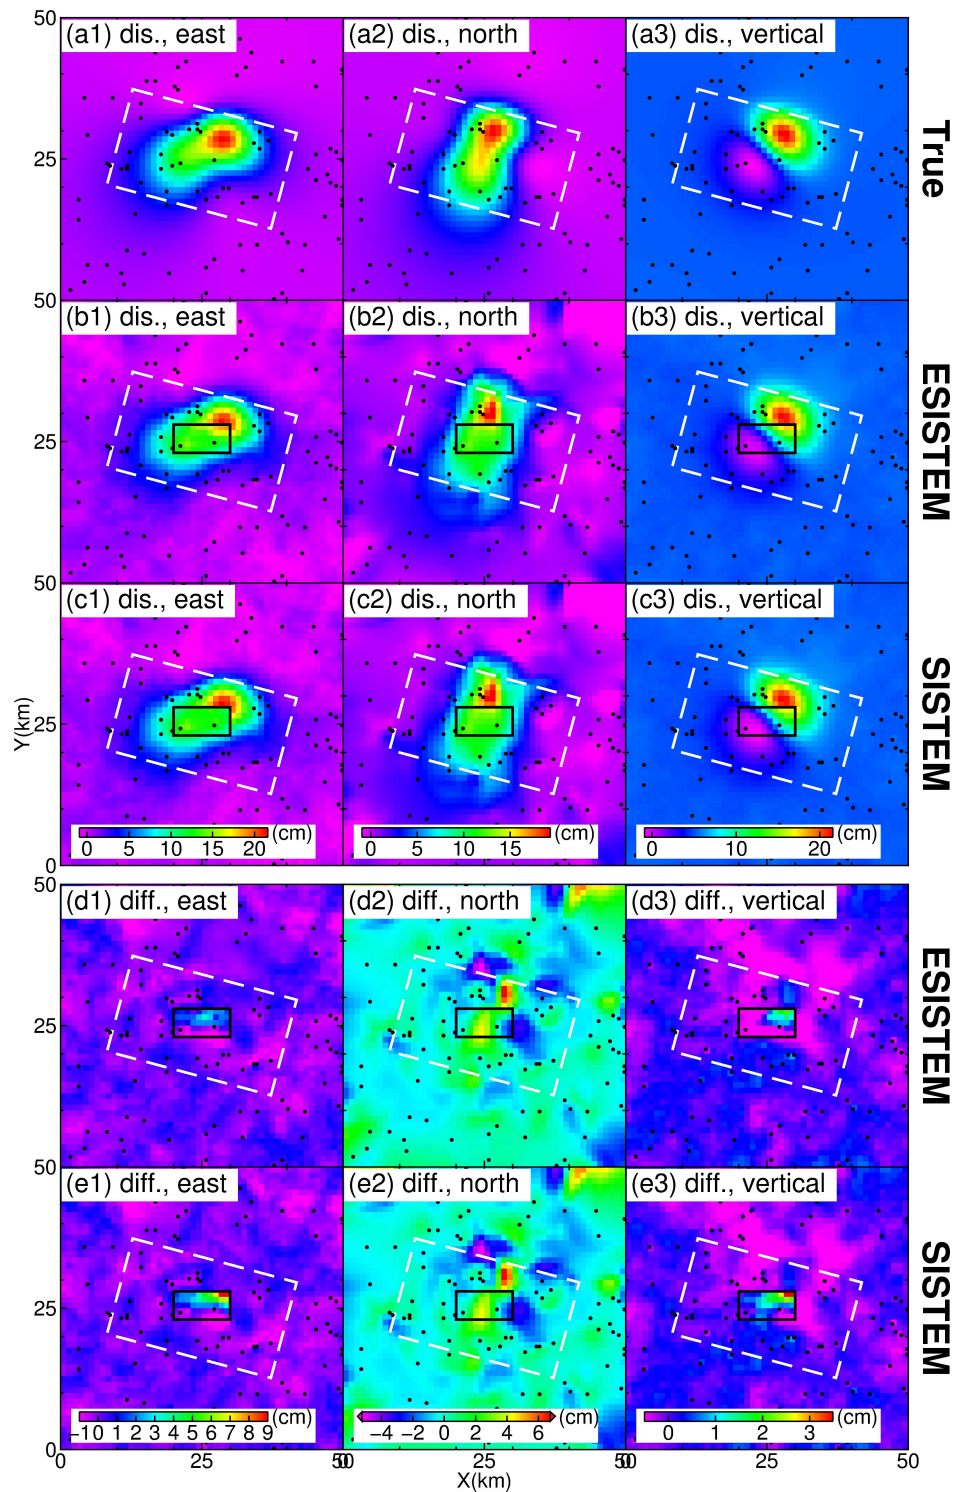 50 (a1) dis., east (a2) dis., north (a3) dis., vertical
True
25
50 (b1) dis., east (b2) dis., north (b3) dis., vertical
ESISTEM
25
50 (c1) dis., east (c2) dis., north (c3) dis., vertical
SISTEM
Y(km) 25
0 5 10 15 20 (cm) 0 5 10 15 (cm) 0 10 20 (cm)
0
50 (d1) diff., east (d2) diff., north (d3) diff., vertical
ESISTEM
25
50 (e1) diff., east (e2) diff., north (e3) diff., vertical
SISTEM
25
−1 0 1 2 3 4 5 6 7 8 9 (cm) −4 −2 0 2 4 6 (cm) 0 1 2 3 (cm)
0
0 25 50 0 25 50 0 25 50
X(km)